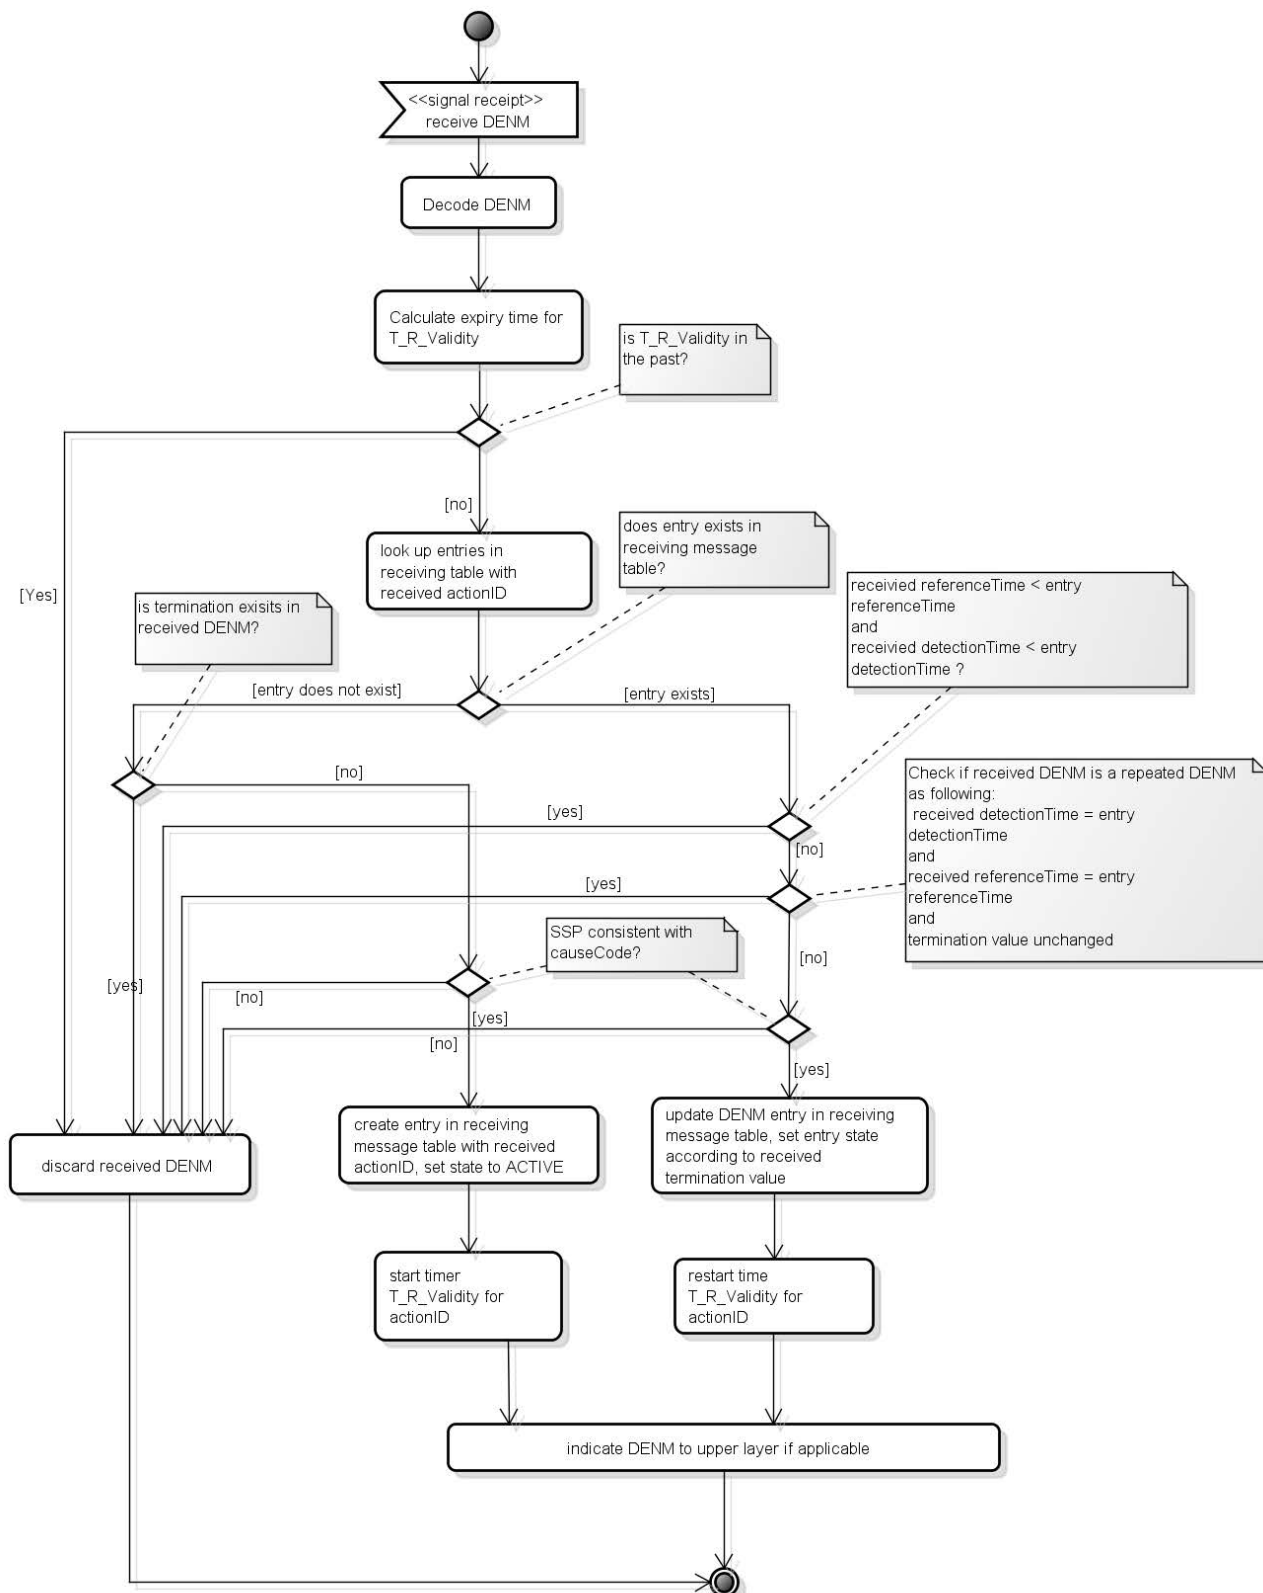 <<signal receipt>>
receive DENM
Decode DENM
Calculate expiry time for
T_R_Validity
is T_R_Validity in
the past?
[no]
[Yes]
look up entries in
receiving table with
received actionID
does entry exists in
receiving message
table?
receivied referenceTime < entry
referenceTime
and
receivied detectionTime < entry
detectionTime ?
is termination exisits in
received DENM?
[entry does not exist]
[entry exists]
[no]
[yes]
[no]
Check if received DENM is a repeated DENM
as following:
received detectionTime = entry
detectionTime
and
received referenceTime = entry
referenceTime
and
termination value unchanged
[yes]
SSP consistent with
causeCode?
[no]
[yes]
[no]
[yes]
[no]
[yes]
create entry in receiving
message table with received
actionID, set state to ACTIVE
update DENM entry in receiving
message table, set entry state
according to received
termination value
discard received DENM
start timer
T_R_Validity for
actionID
restart time
T_R_Validity for
actionID
indicate DENM to upper layer if applicable